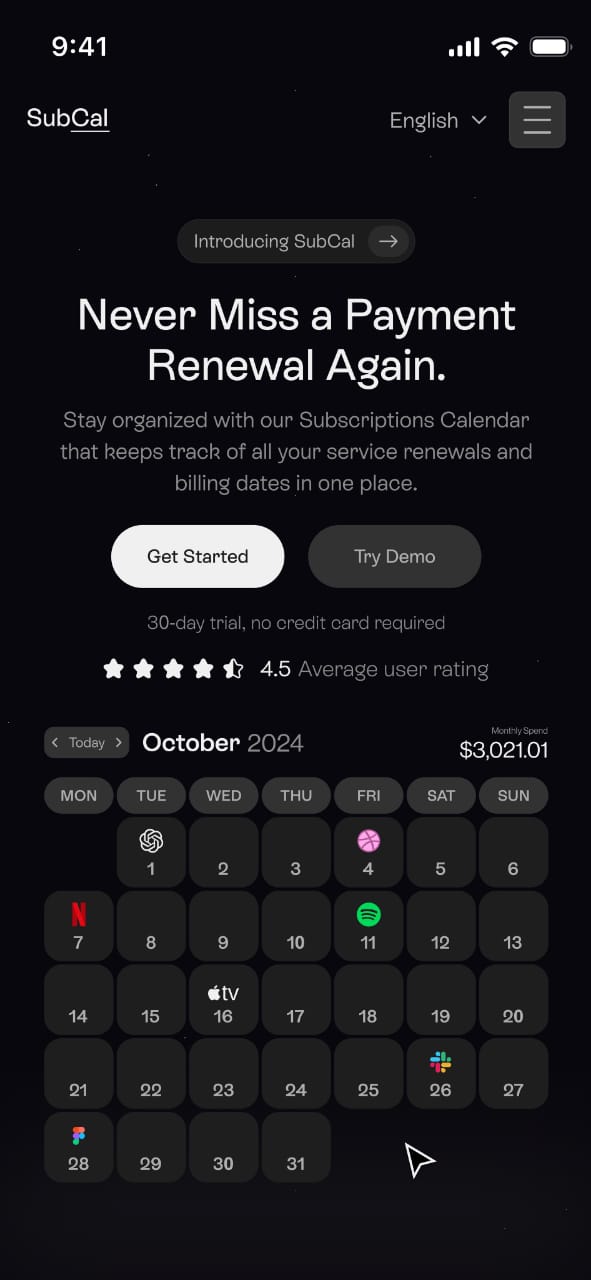 9:41
SubCal
English
Introducing SubCal
Never Miss a Payment
Renewal Again.
Stay organized with our Subscriptions Calendar
that keeps track of all your service renewals and
billing dates in one place.
Get Started
Try Demo
30-day trial, no credit card required
4.5 Average user rating
Today
October 2024
Monthly Spend
$3,021.01
MON TUE WED THU FRI SAT SUN
1 2 3 4 5 6
N
7 8 9 10 11 12 13
tv
14 15 16 17 18 19 20
21 22 23 24 25 26 27
28 29 30 31